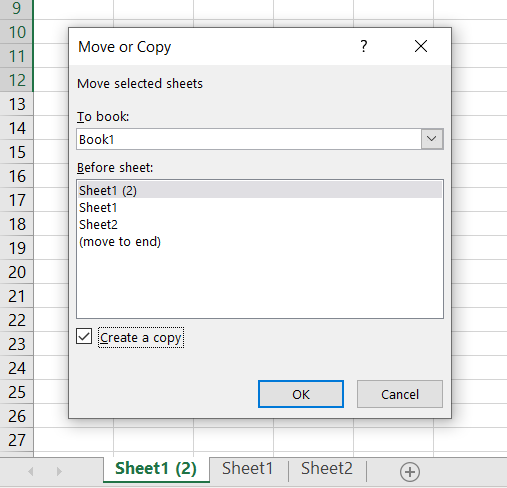 9
10
11
12
13
14
15
16
17
18
19
20
21
22
23
24
25
26
27
Move or Copy ?
Move selected sheets
To book:
Book1
Before sheet:
Sheet1 (2)
Sheet1
Sheet2
(move to end)
Create a copy
OK Cancel
Sheet1 (2) Sheet1 Sheet2